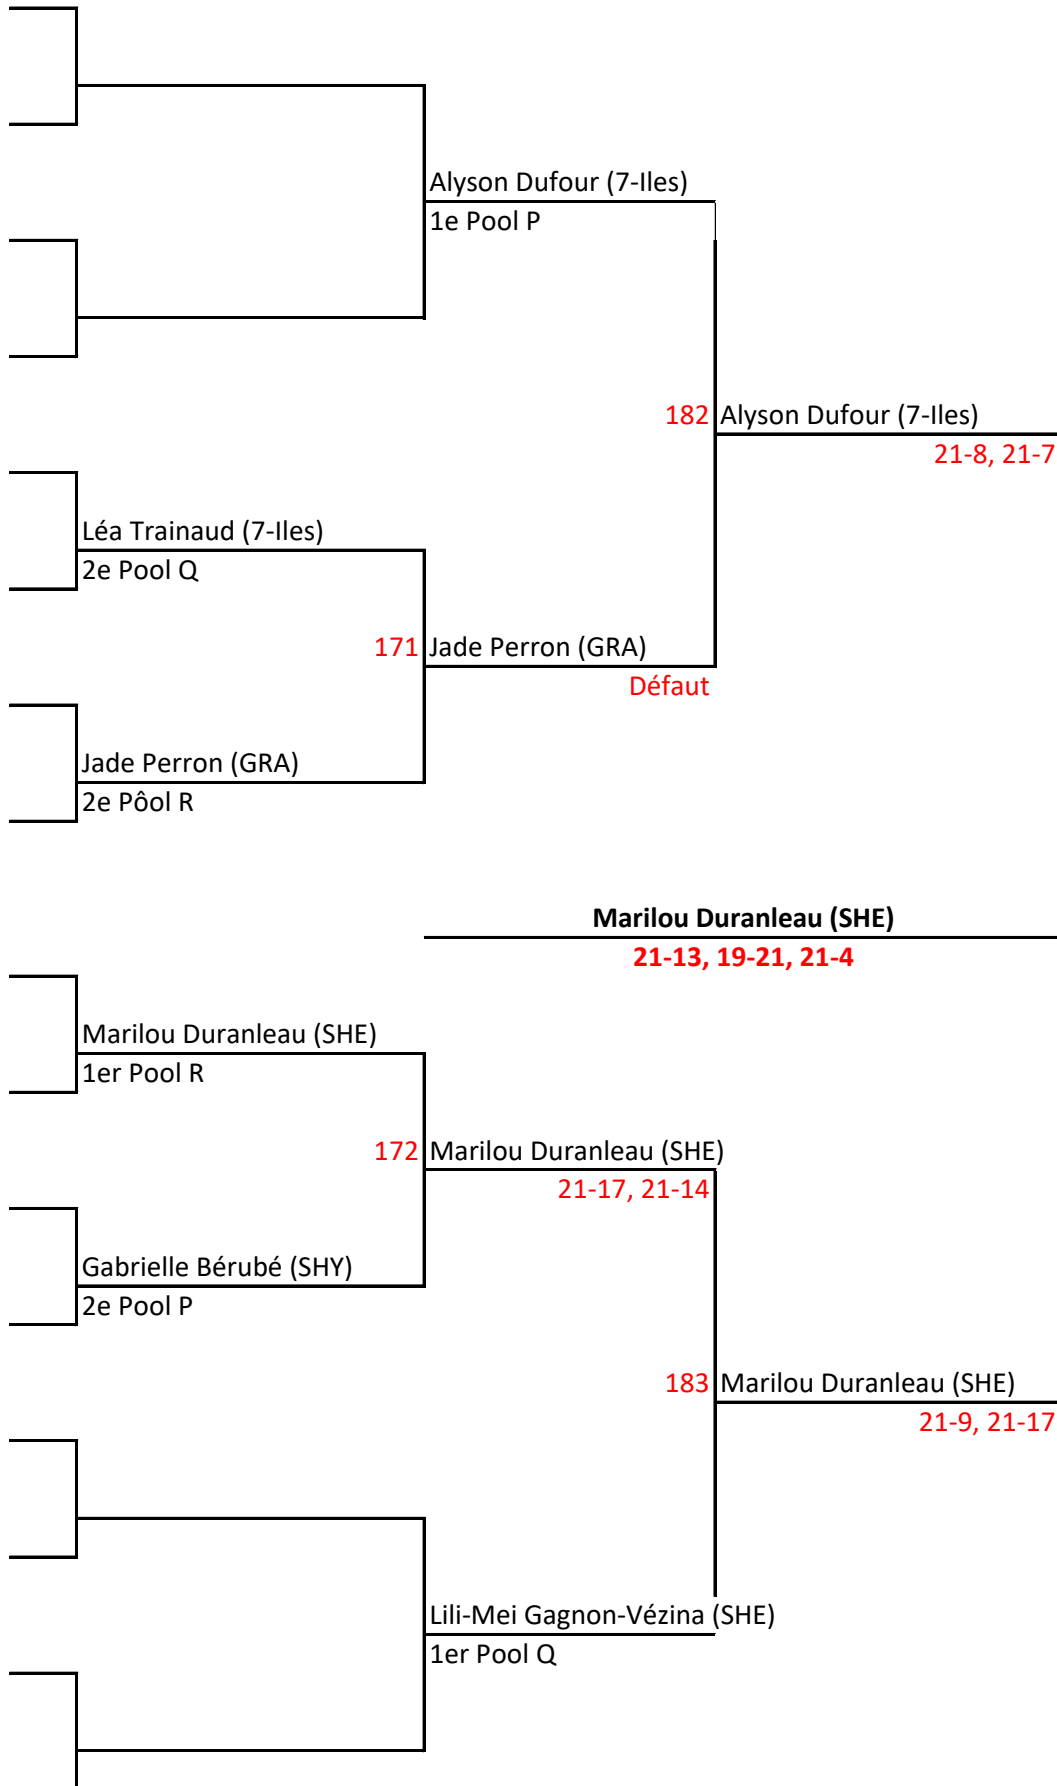 Alyson Dufour (7-Iles)
1e Pool P
182 Alyson Dufour (7-Iles)
21-8, 21-7
Léa Trainaud (7-Iles)
2e Pool Q
171 Jade Perron (GRA)
Défaut
Jade Perron (GRA)
2e Pôol R
Marilou Duranleau (SHE)
21-13, 19-21, 21-4
Marilou Duranleau (SHE)
1er Pool R
172 Marilou Duranleau (SHE)
21-17, 21-14
Gabrielle Bérubé (SHY)
2e Pool P
183 Marilou Duranleau (SHE)
21-9, 21-17
Lili-Mei Gagnon-Vézina (SHE)
1er Pool Q